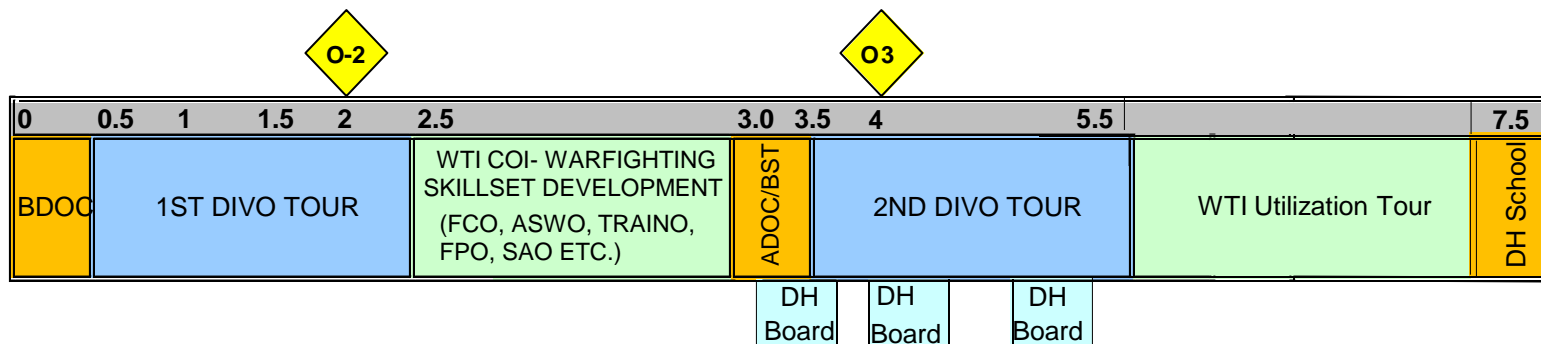 O-2
O3
0 0.5 1 1.5 2 2.5 3.0 3.5 4 5.5 7.5
BDOC
1ST DIVO TOUR
WTI COI- WARFIGHTING
SKILLSET DEVELOPMENT
(FCO, ASWO, TRAINO,
FPO, SAO ETC.)
ADOC/BST
2ND DIVO TOUR
WTI Utilization Tour
DH School
DH
Board
DH
Board
DH
Board